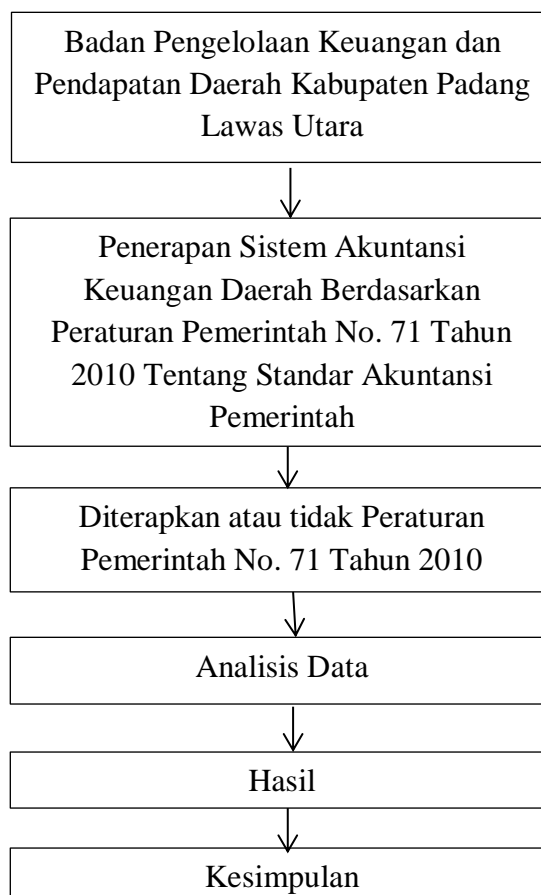 Badan Pengelolaan Keuangan dan
Pendapatan Daerah Kabupaten Padang
Lawas Utara
Penerapan Sistem Akuntansi
Keuangan Daerah Berdasarkan
Peraturan Pemerintah No. 71 Tahun
2010 Tentang Standar Akuntansi
Pemerintah
Diterapkan atau tidak Peraturan
Pemerintah No. 71 Tahun 2010
Analisis Data
Hasil
Kesimpulan